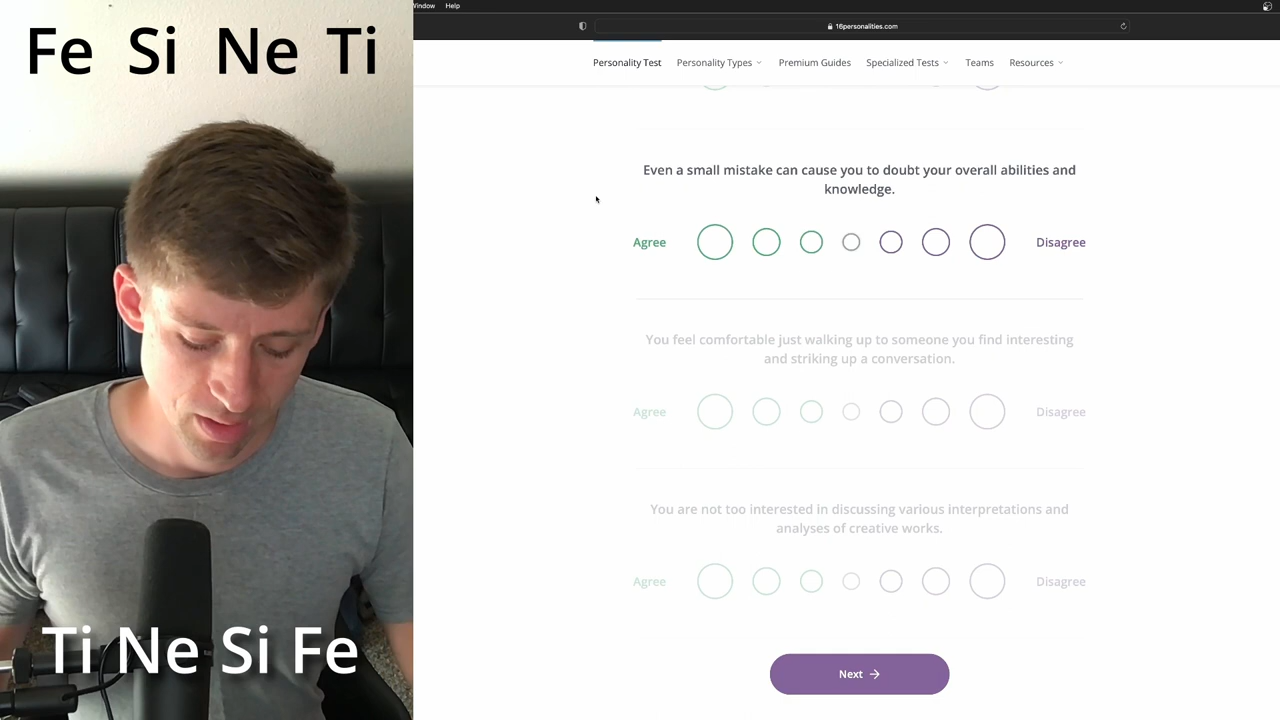 Fe Si Ne Ti
Window Help
16personalities.com
Personality Test Personality Types Premium Guides Specialized Tests Teams Resources
Even a small mistake can cause you to doubt your overall abilities and
knowledge.
Agree Disagree
You feel comfortable just walking up to someone you find interesting
and striking up a conversation.
Agree Disagree
You are not too interested in discussing various interpretations and
analyses of creative works.
Agree Disagree
Ti Ne Si Fe
Next →